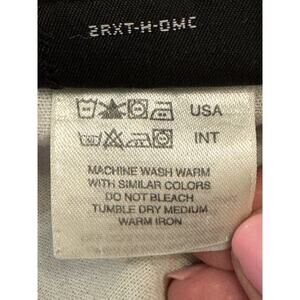 2RXT-H-DMC
USA
INT
MACHINE WASH WARM
WITH SIMILAR COLORS
DO NOT BLEACH
TUMBLE DRY MEDIUM
WARM IRON